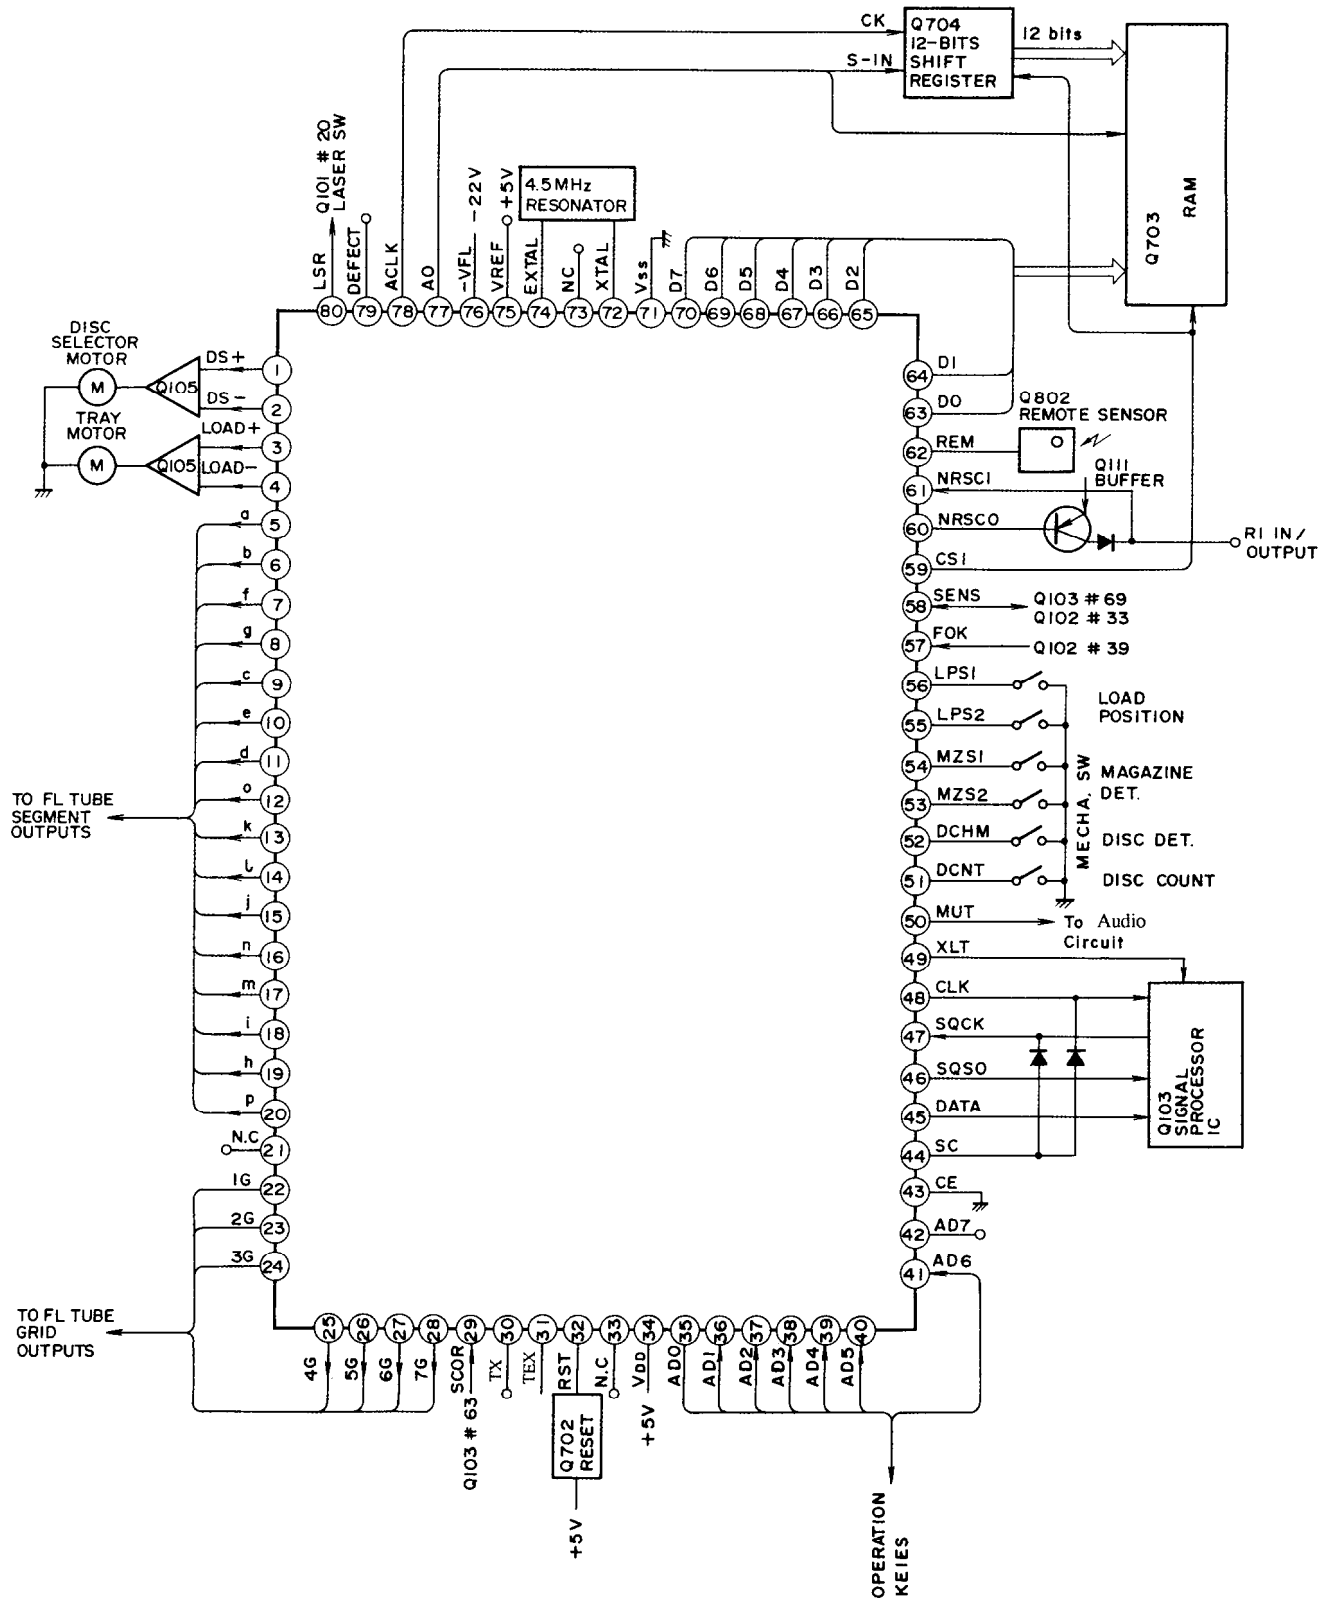 CK
Q704
12-BITS
SHIFT
REGISTER
S-IN
12 bits
Q703
RAM
Q101 # 20
LASER SW
LSR
DEFECT
ACLK
AO
-VFL
-22V
VREF
+5V
EXTAL
4.5MHz
RESONATOR
NC
XTAL
Vss
D7
D6
D5
D4
D3
D2
80
79
78
77
76
75
74
73
72
71
70
69
68
67
66
65
DISC
SELECTOR
MOTOR
M
Q105
DS+
1
DS-
2
TRAY
MOTOR
M
Q105
LOAD+
3
LOAD-
4
a
5
b
6
f
7
g
8
c
9
e
10
d
11
o
12
k
13
l
14
j
15
n
16
m
17
i
18
h
19
p
20
TO FL TUBE
SEGMENT
OUTPUTS
N.C
21
1G
22
2G
23
3G
24
TO FL TUBE
GRID
OUTPUTS
64
D1
63
DO
62
REM
Q802
REMOTE SENSOR
61
NRSCI
Q111
BUFFER
60
NRSCO
RI IN/
OUTPUT
59
CS1
58
SENS
Q103 # 69
Q102 # 33
57
FOK
Q102 # 39
56
LPS1
LOAD
POSITION
55
LPS2
54
MZS1
MAGAZINE
DET.
53
MZS2
MECHA. SW
52
DCHM
DISC DET.
51
DCNT
DISC COUNT
50
MUT
To Audio
Circuit
49
XLT
48
CLK
47
SQCK
46
SQSO
45
DATA
44
SC
Q103
SIGNAL
PROCESSOR
IC
43
CE
42
AD7
41
AD6
25
26
27
28
29
30
31
32
33
34
35
36
37
38
39
40
4G
5G
6G
7G
SCOR
Q103 # 63
TX
TEX
RST
Q702
RESET
+5V
N.C
VDD
+5V
AD0
AD1
AD2
AD3
AD4
AD5
OPERATION
KEIES